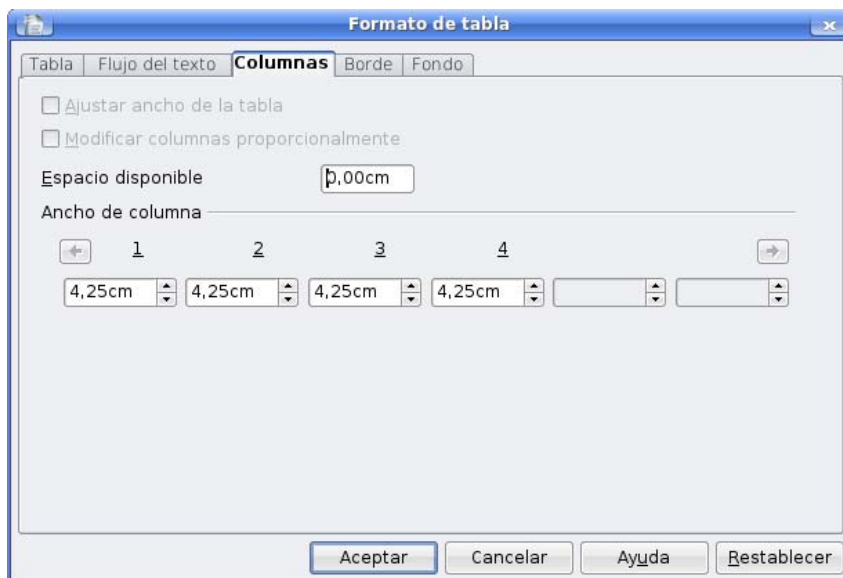 Formato de tabla
Tabla Flujo del texto Columnas Borde Fondo
Ajustar ancho de la tabla
Modificar columnas proporcionalmente
Espacio disponible 0,00cm
Ancho de columna
1 2 3 4
4,25cm 4,25cm 4,25cm 4,25cm
Aceptar Cancelar Ayuda Restablecer